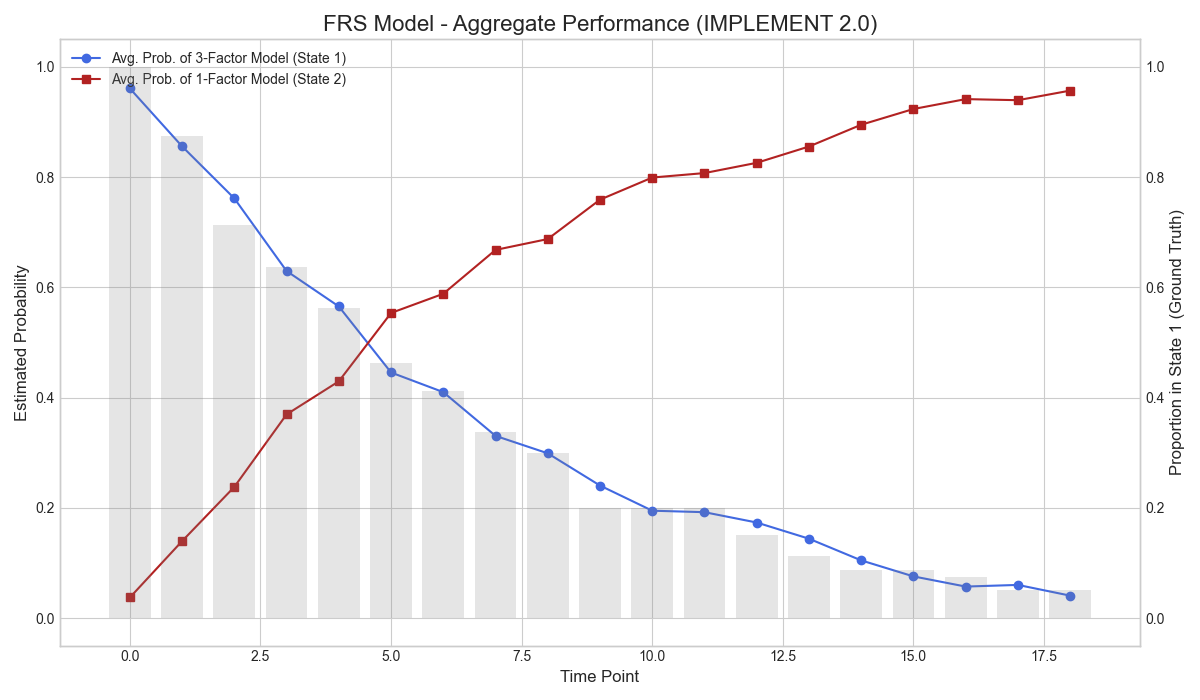 FRS Model - Aggregate Performance (IMPLEMENT 2.0)
Avg. Prob. of 3-Factor Model (State 1)
Avg. Prob. of 1-Factor Model (State 2)
Estimated Probability
1.0
0.8
0.6
0.4
0.2
0.0
1.0
0.8
0.6
0.4
0.2
0.0
Proportion in State 1 (Ground Truth)
0.0 2.5 5.0 7.5 10.0 12.5 15.0 17.5
Time Point